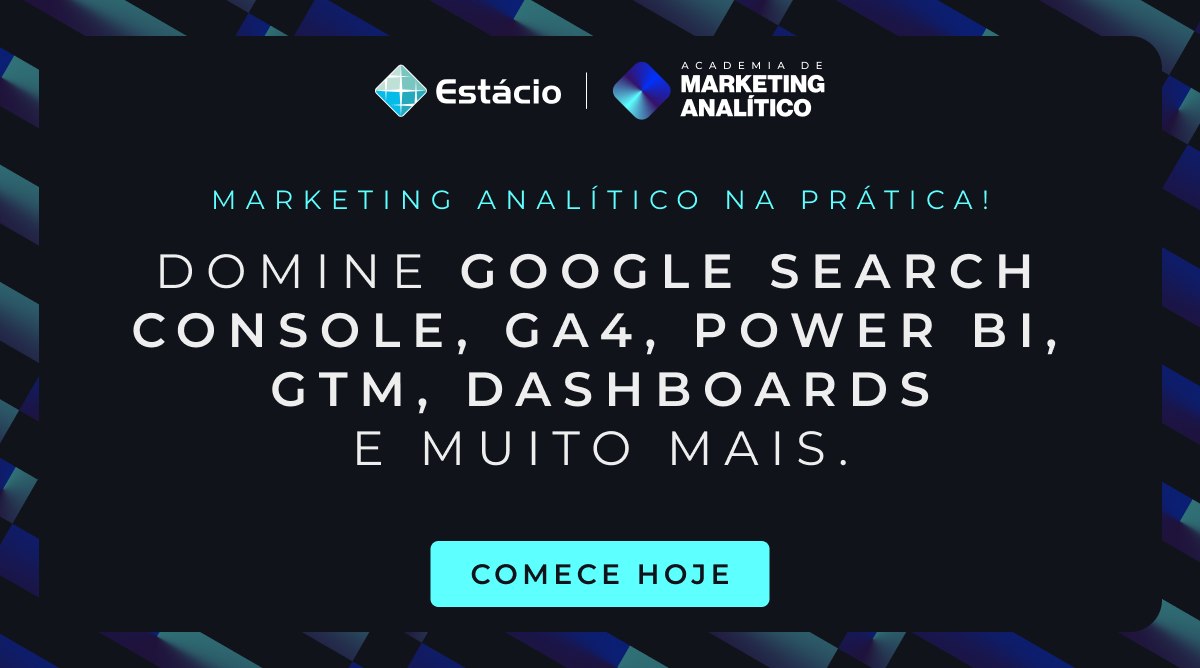 Estácio
ACADEMIA DE
MARKETING
ANALÍTICO
MARKETING ANALÍTICO NA PRÁTICA!
DOMINE GOOGLE SEARCH
CONSOLE, GA4, POWER BI,
GTM, DASHBOARDS
E MUITO MAIS.
COMECE HOJE